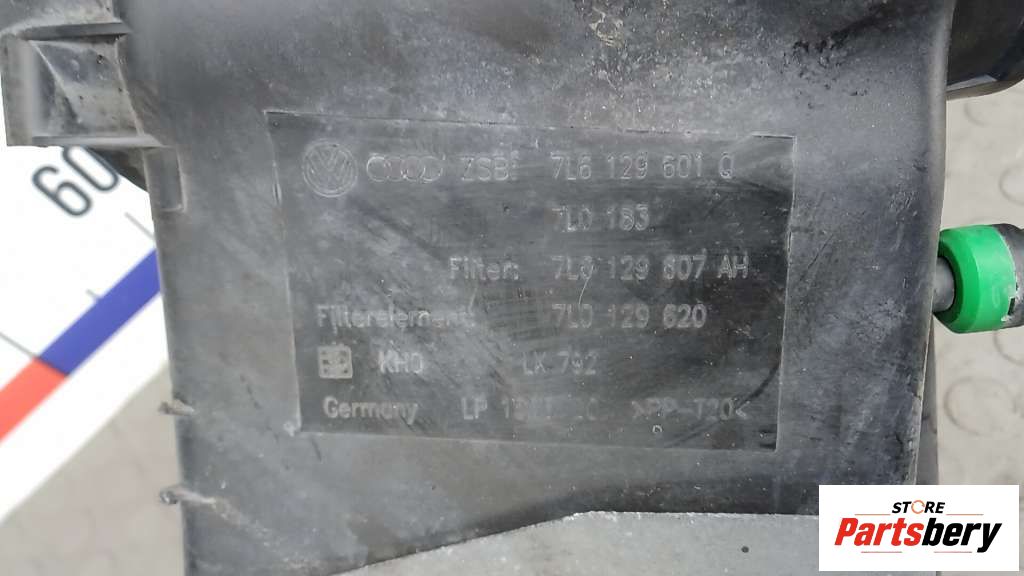 60
ZSB: 7L6 129 601 Q
7L0 183
Filter: 7L6 129 607 AH
Filterelement 7L0 129 620
LX 792
Germany LP >PP-T20<
STORE
Partsbery